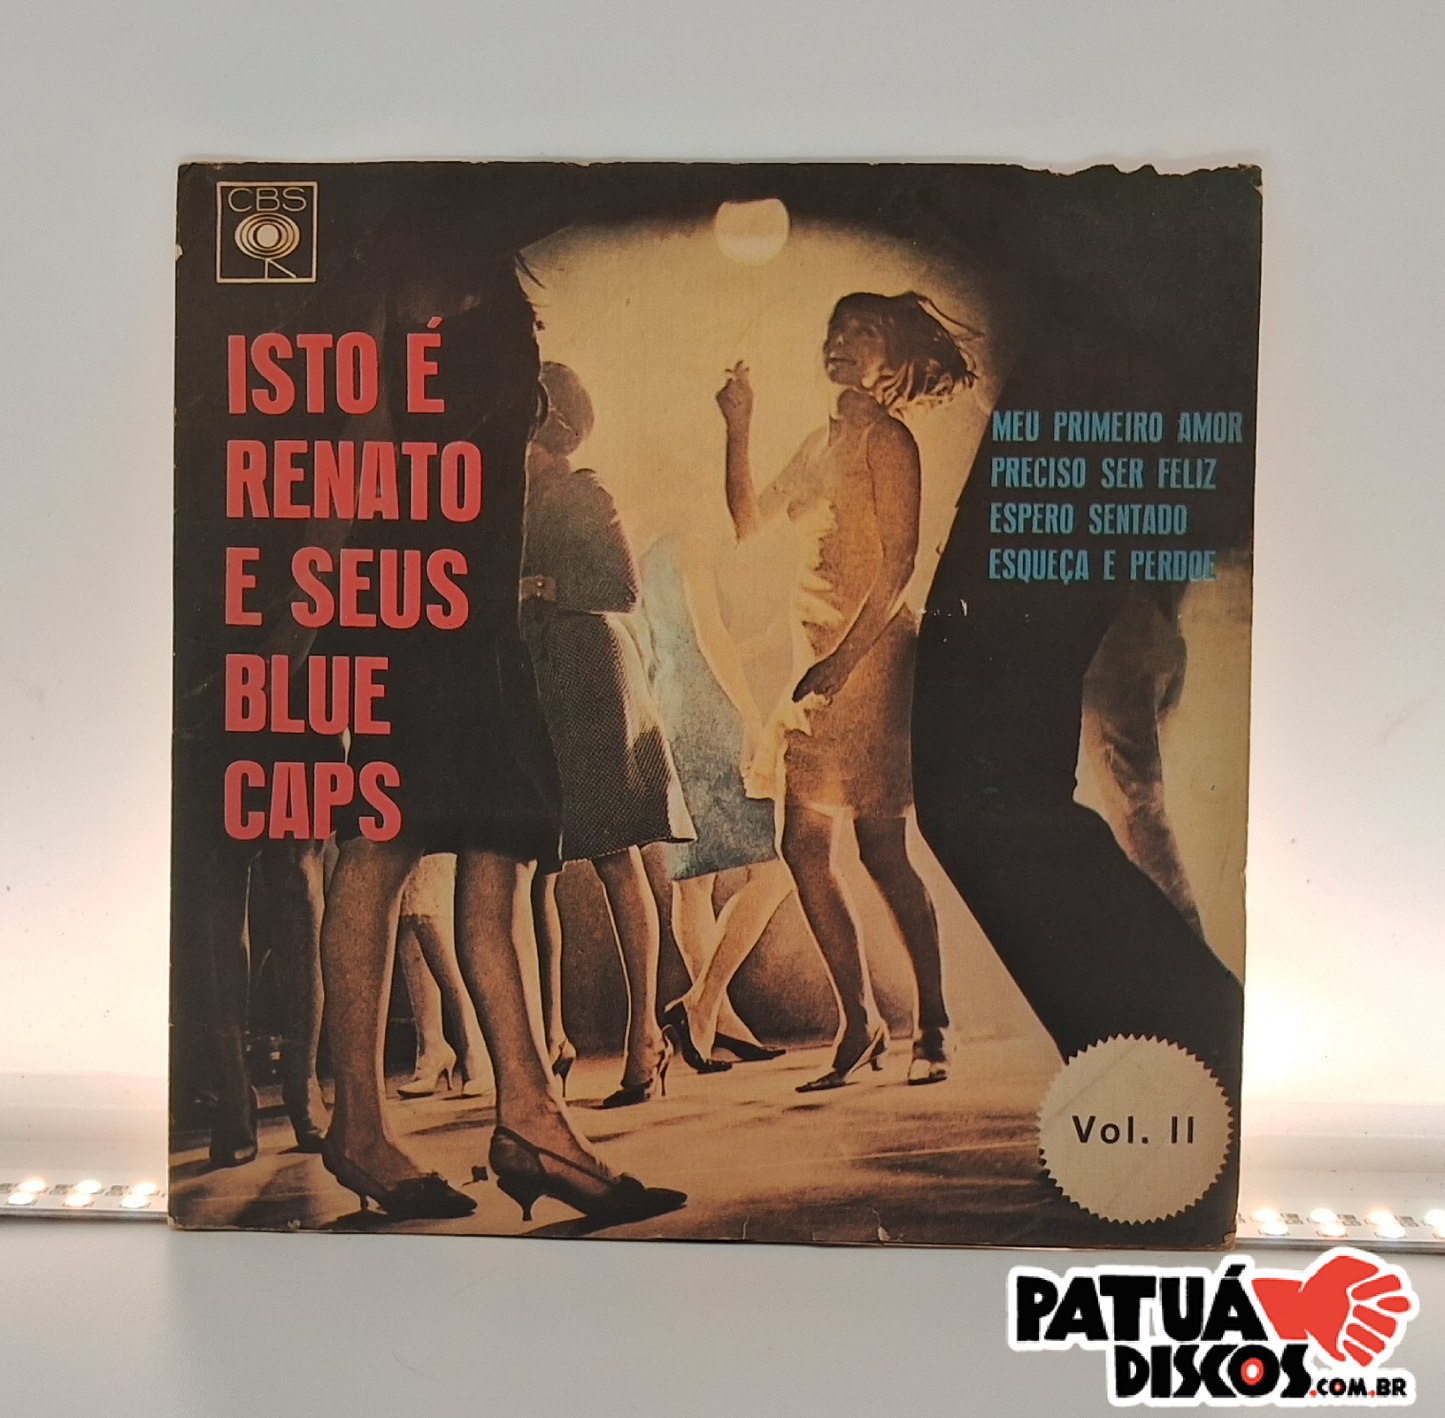 CBS
ISTO É
RENATO
E SEUS
BLUE
CAPS
MEU PRIMEIRO AMOR
PRECISO SER FELIZ
ESPERO SENTADO
ESQUEÇA E PERDOE
Vol. II
PATUÁ
DISCOS.COM.BR